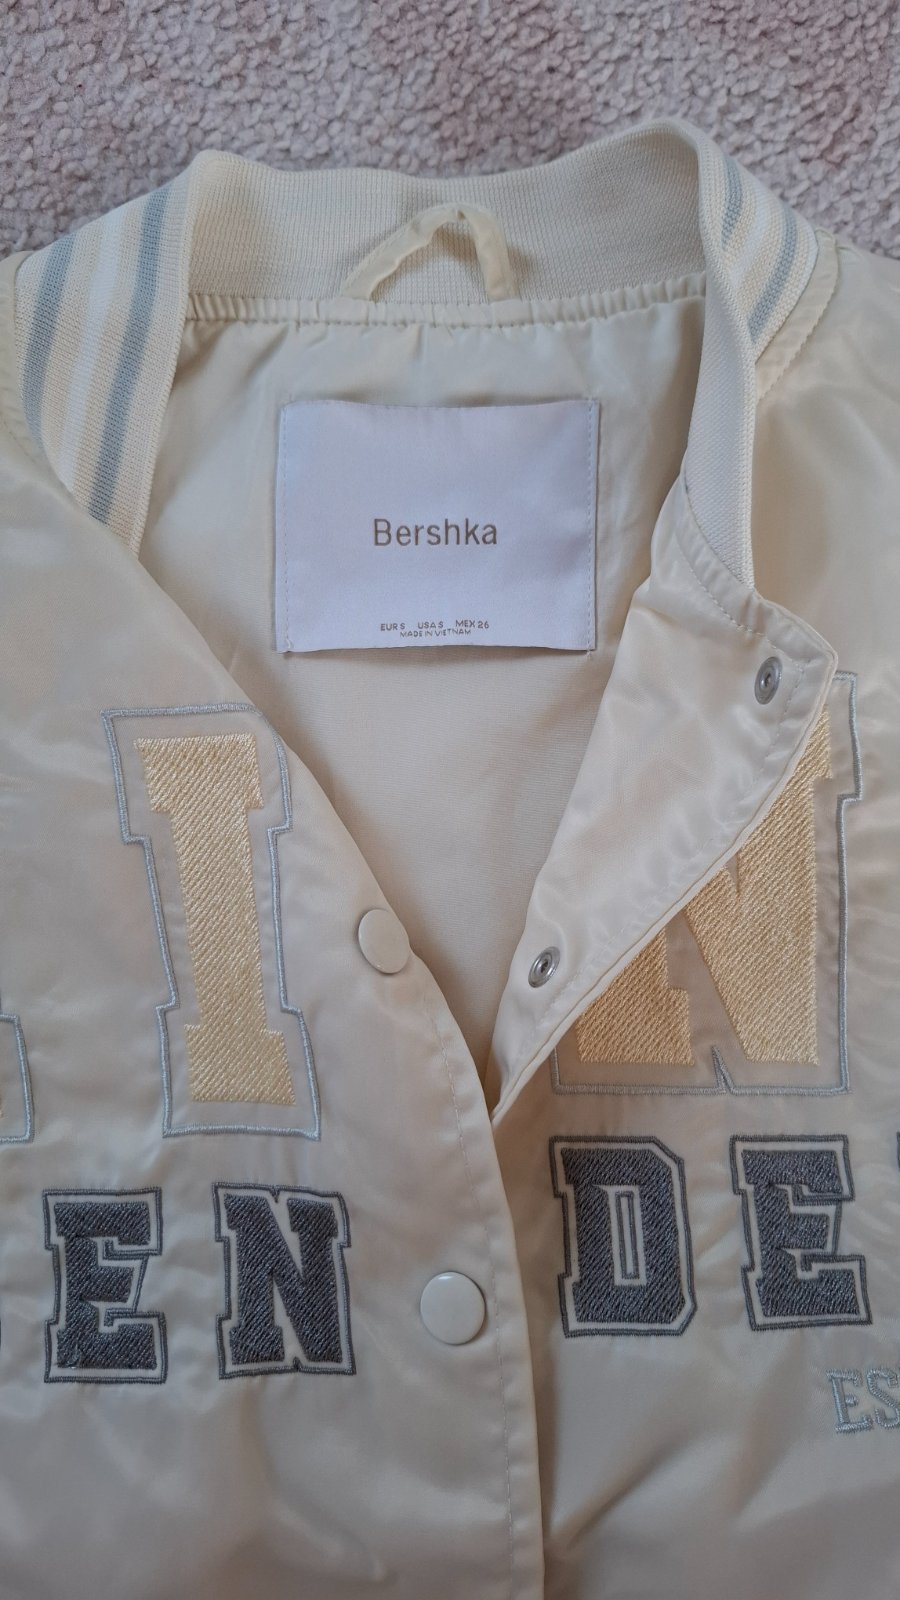 Bershka
EUR S USA S MEX 26
MADE IN VIETNAM
I N
EN DE
ES